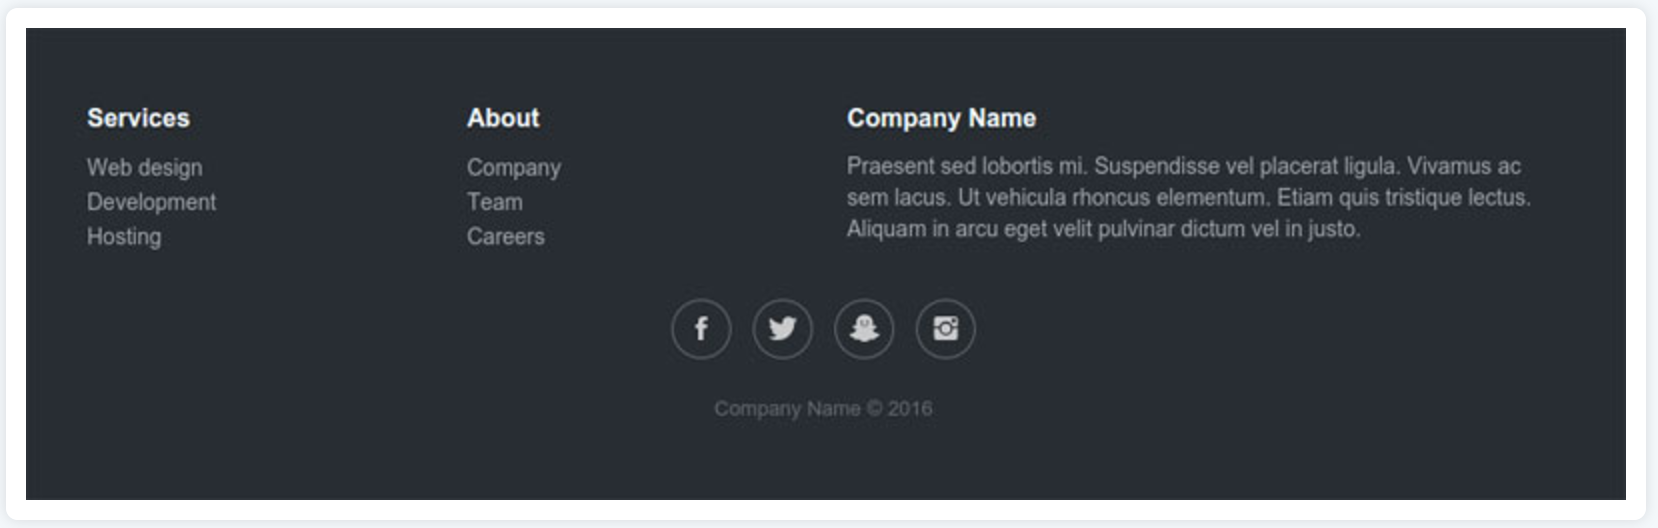 Services
Web design
Development
Hosting
About
Company
Team
Careers
Company Name
Praesent sed lobortis mi. Suspendisse vel placerat ligula. Vivamus ac
sem lacus. Ut vehicula rhoncus elementum. Etiam quis tristique lectus.
Aliquam in arcu eget velit pulvinar dictum vel in justo.
Company Name © 2016